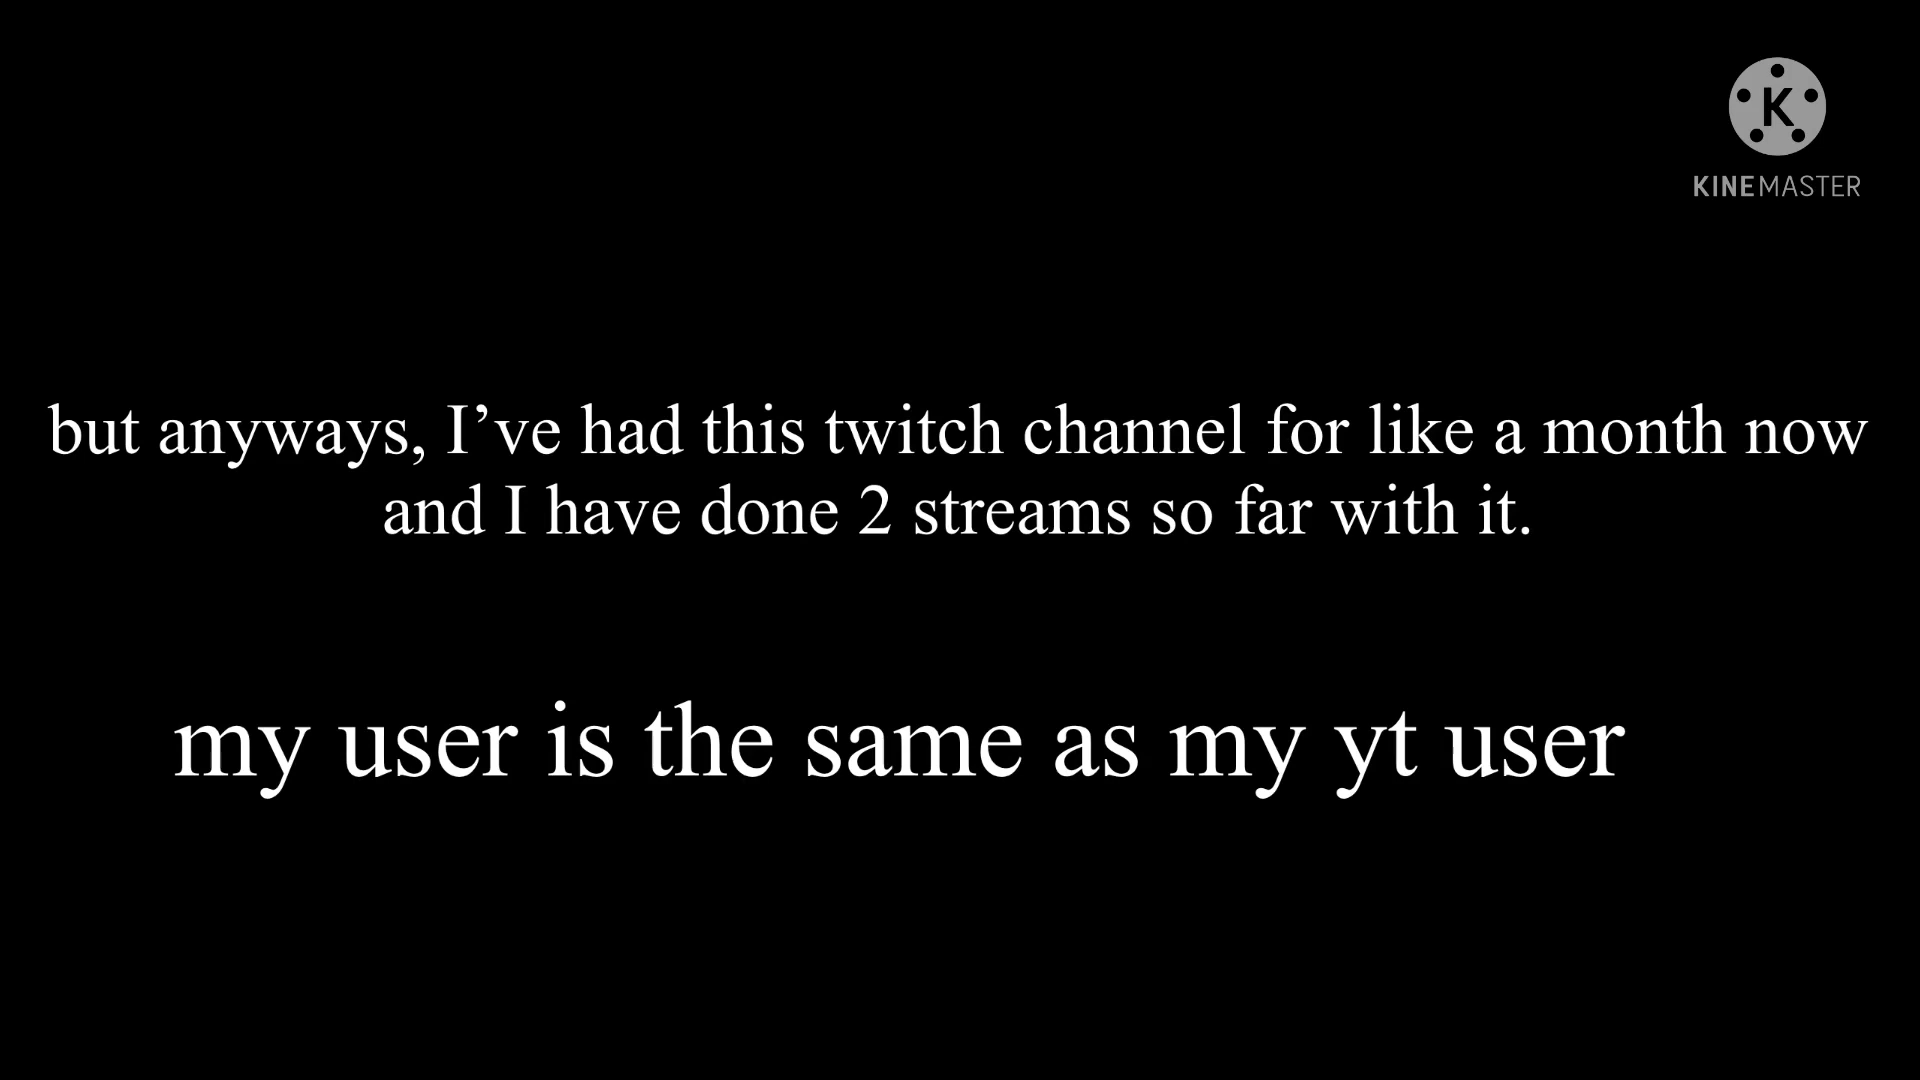 K
KINEMASTER
but anyways, I’ve had this twitch channel for like a month now
and I have done 2 streams so far with it.
my user is the same as my yt user